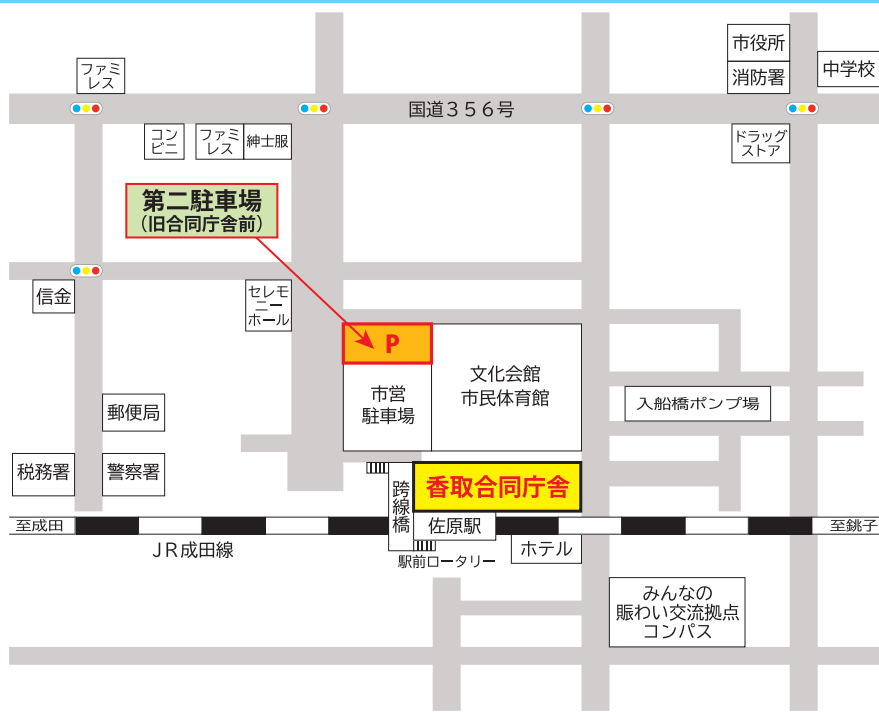 市役所
消防署
中学校
ファミ
レス
国道３５６号
コン
ビニ
ファミ
レス
紳士服
ドラッグ
ストア
第二駐車場
（旧合同庁舎前）
信金
セレモ
ニー
ホール
P
文化会館
市民体育館
市営
駐車場
入船橋ポンプ場
郵便局
税務署
警察署
跨線橋
香取合同庁舎
至成田
佐原駅
至銚子
ＪＲ成田線
ホテル
駅前ロータリー
みんなの
賑わい交流拠点
コンパス